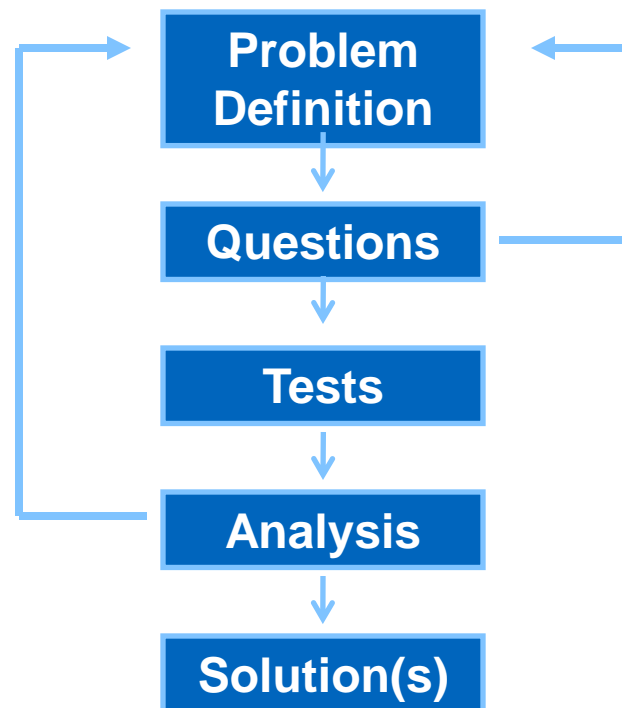 Problem
Definition
Questions
Tests
Analysis
Solution(s)